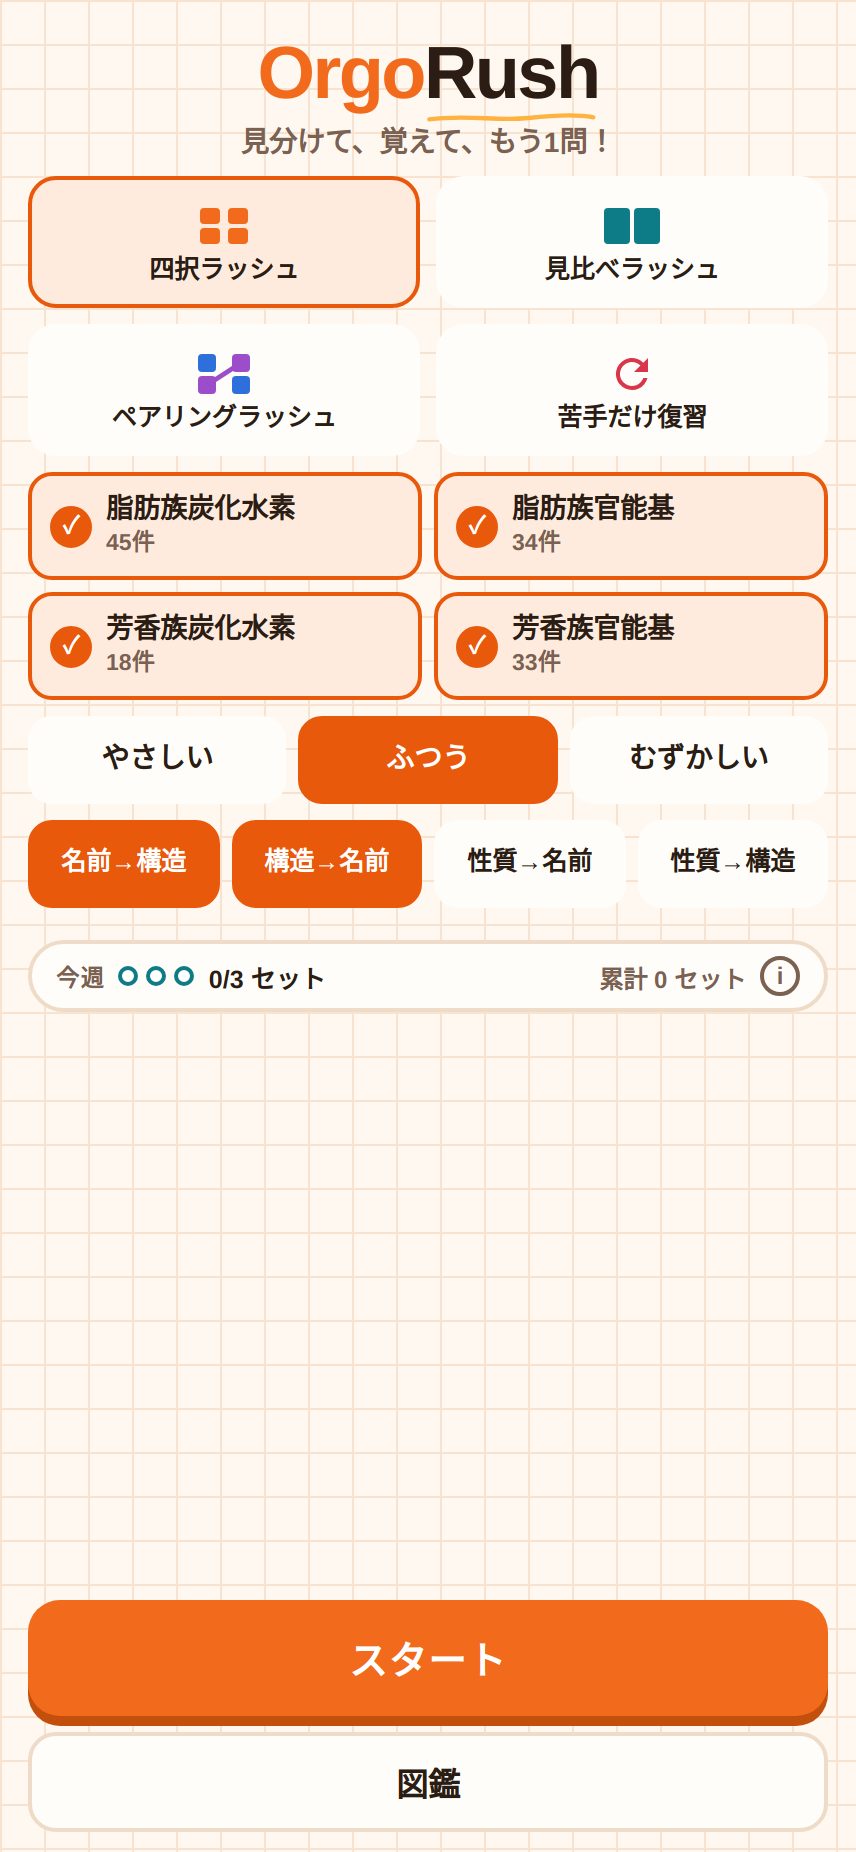 OrgoRush
見分けて、覚えて、もう1問！
四択ラッシュ
見比べラッシュ
ペアリングラッシュ
苦手だけ復習
脂肪族炭化水素
45件
脂肪族官能基
34件
芳香族炭化水素
18件
芳香族官能基
33件
やさしい
ふつう
むずかしい
名前→構造
構造→名前
性質→名前
性質→構造
今週 0/3 セット
累計 0 セット i
スタート
図鑑